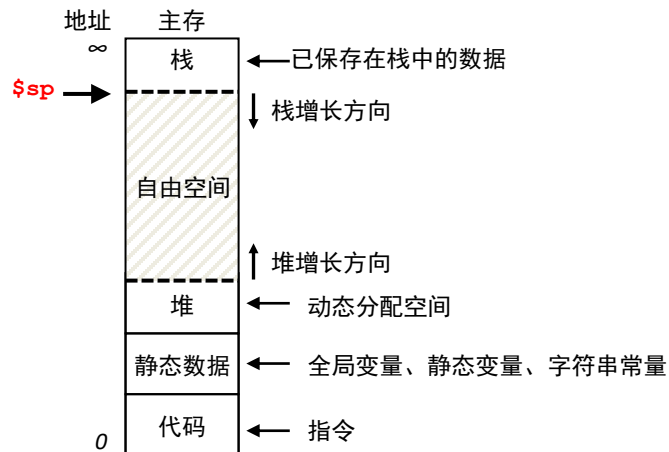 地址 主存
∞
栈 已保存在栈中的数据
$sp
栈增长方向
自由空间
堆增长方向
堆 动态分配空间
静态数据 全局变量、静态变量、字符串常量
代码 指令
0